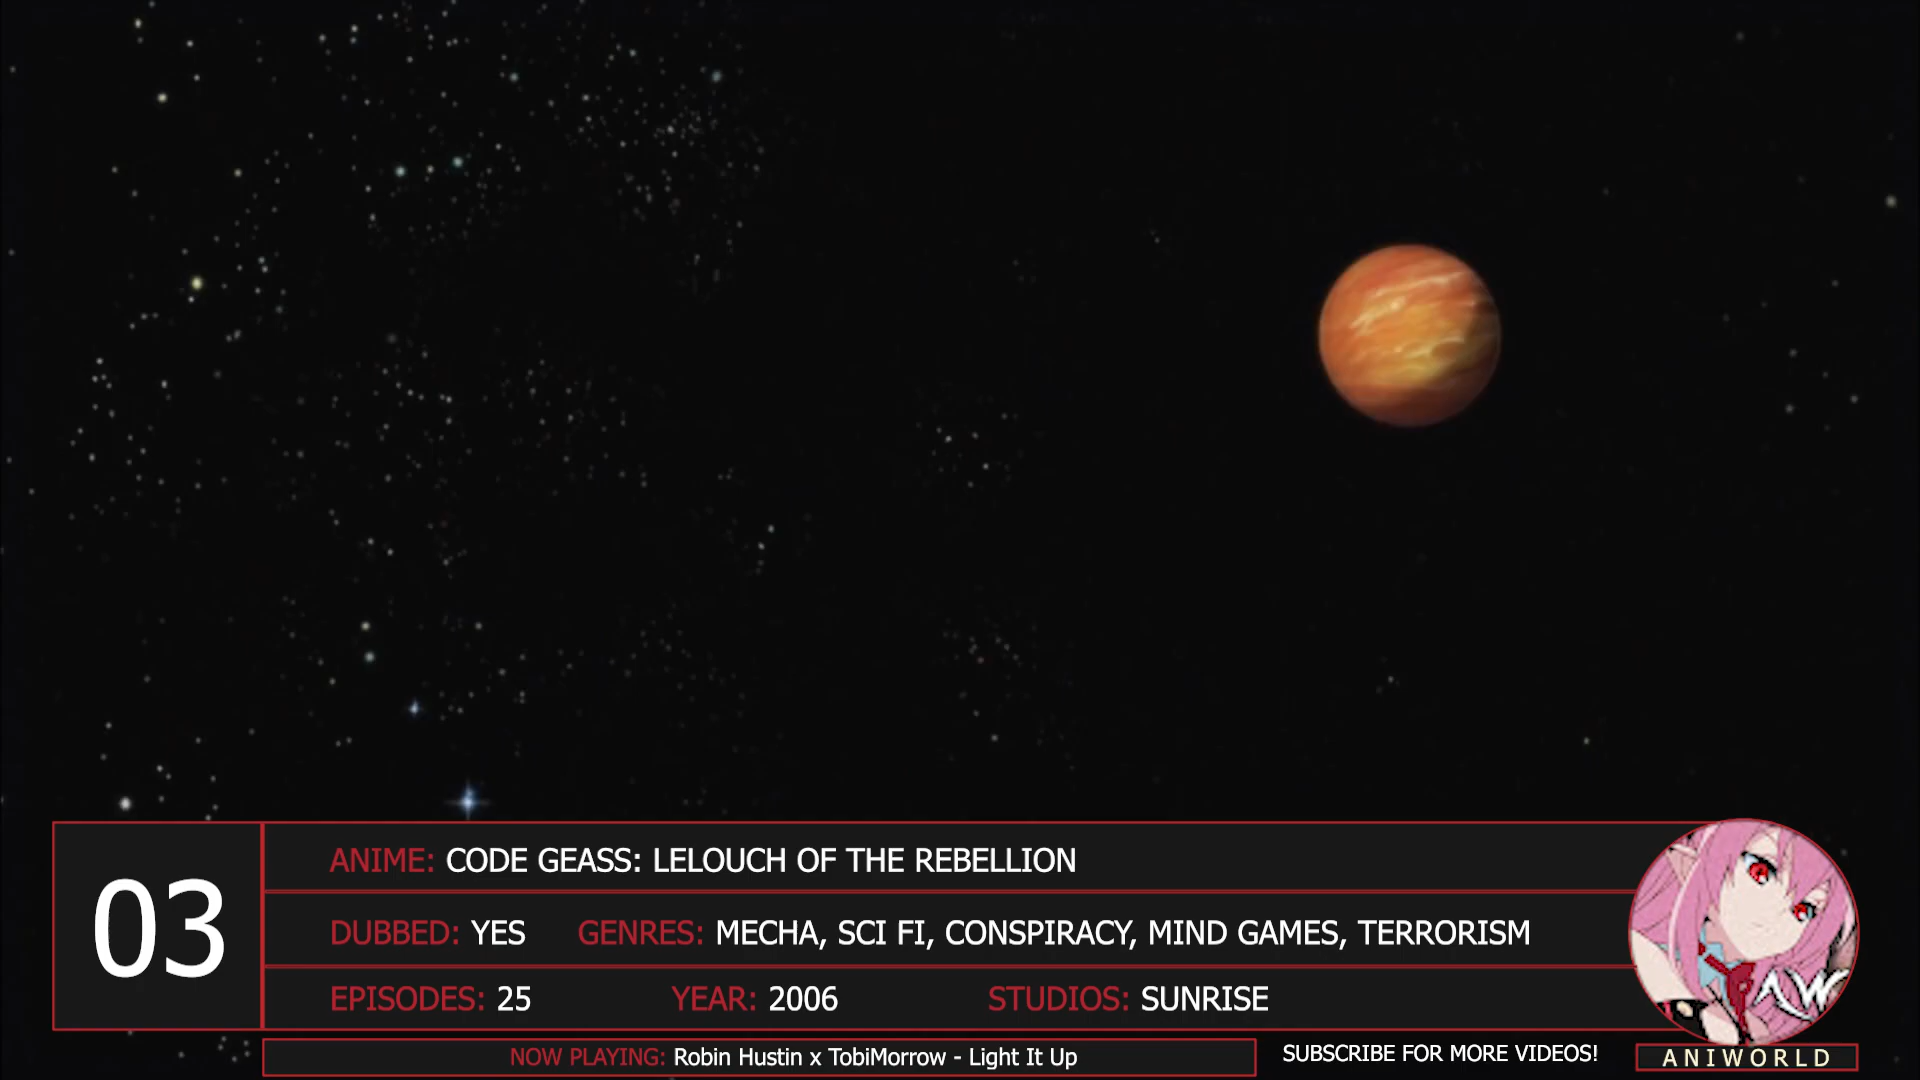 03
ANIME: CODE GEASS: LELOUCH OF THE REBELLION
DUBBED: YES GENRES: MECHA, SCI FI, CONSPIRACY, MIND GAMES, TERRORISM
EPISODES: 25 YEAR: 2006 STUDIOS: SUNRISE
AW
NOW PLAYING: Robin Hustin x TobiMorrow - Light It Up
SUBSCRIBE FOR MORE VIDEOS!
ANIWORLD